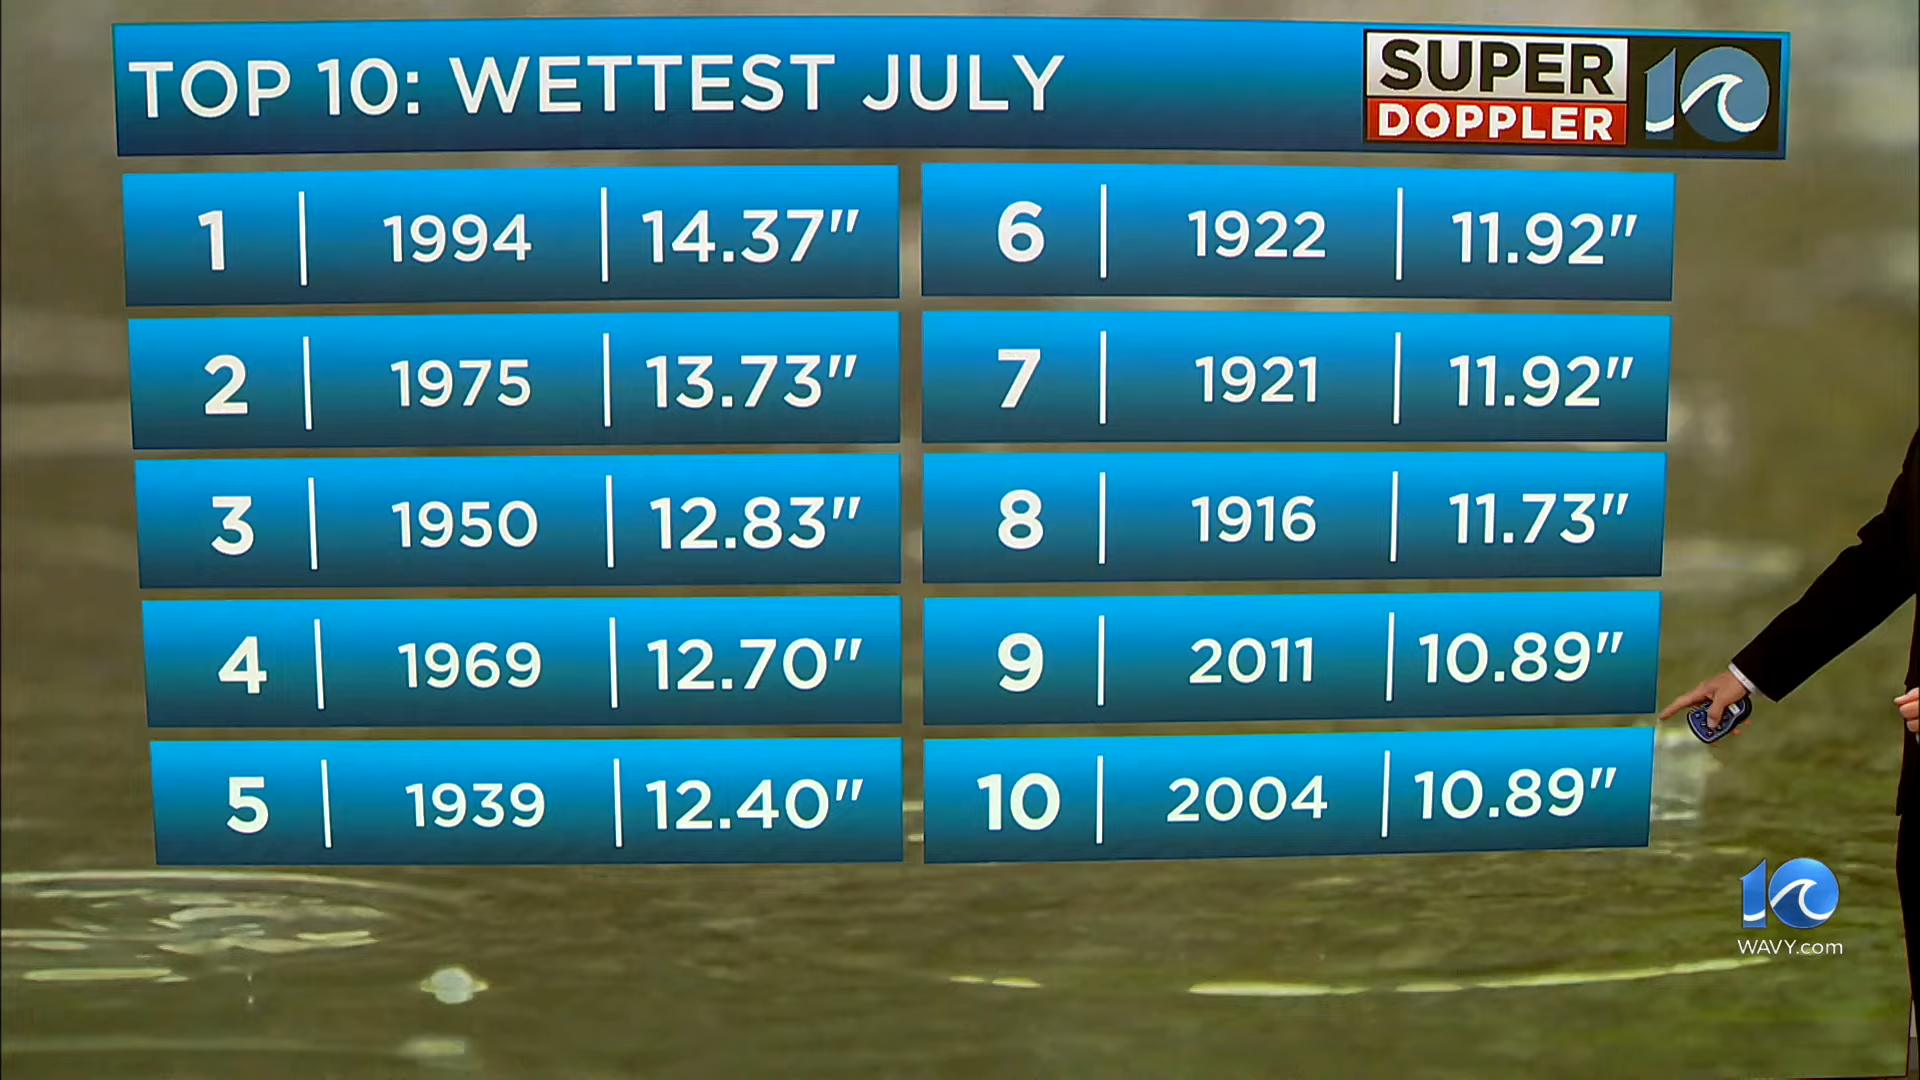 TOP 10: WETTEST JULY
SUPER
DOPPLER
10
1 1994 14.37"
2 1975 13.73"
3 1950 12.83"
4 1969 12.70"
5 1939 12.40"
6 1922 11.92"
7 1921 11.92"
8 1916 11.73"
9 2011 10.89"
10 2004 10.89"
10
WAVY.com